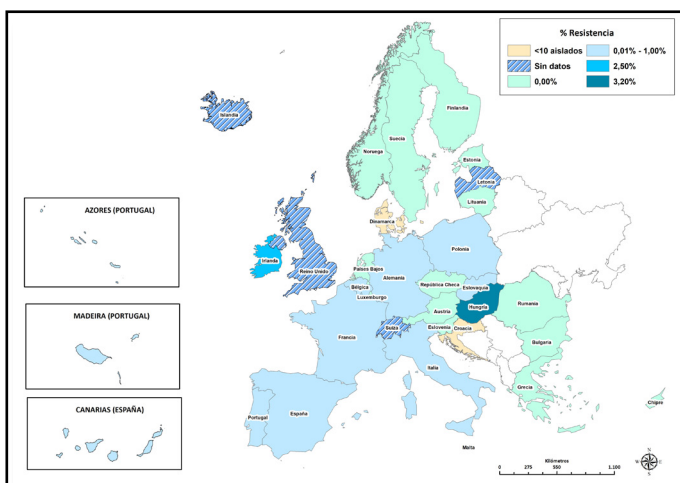 % Resistencia
<10 aislados
0,01% - 1,00%
Sin datos
2,50%
0,00%
3,20%
Islandia
Finlandia
Suecia
Noruega
Estonia
Letonia
Lituania
Dinamarca
AZORES (PORTUGAL)
Irlanda
Reino Unido
Países Bajos
Polonia
Alemania
Bélgica
República Checa
Luxemburgo
Eslovaquia
MADEIRA (PORTUGAL)
Austria
Hungría
Rumania
Suiza
Eslovenia
Croacia
Francia
Bulgaria
Italia
Grecia
Chipre
CANARIAS (ESPAÑA)
Portugal
España
Malta
Kilómetros
0 275 550 1.100
N
W E
S